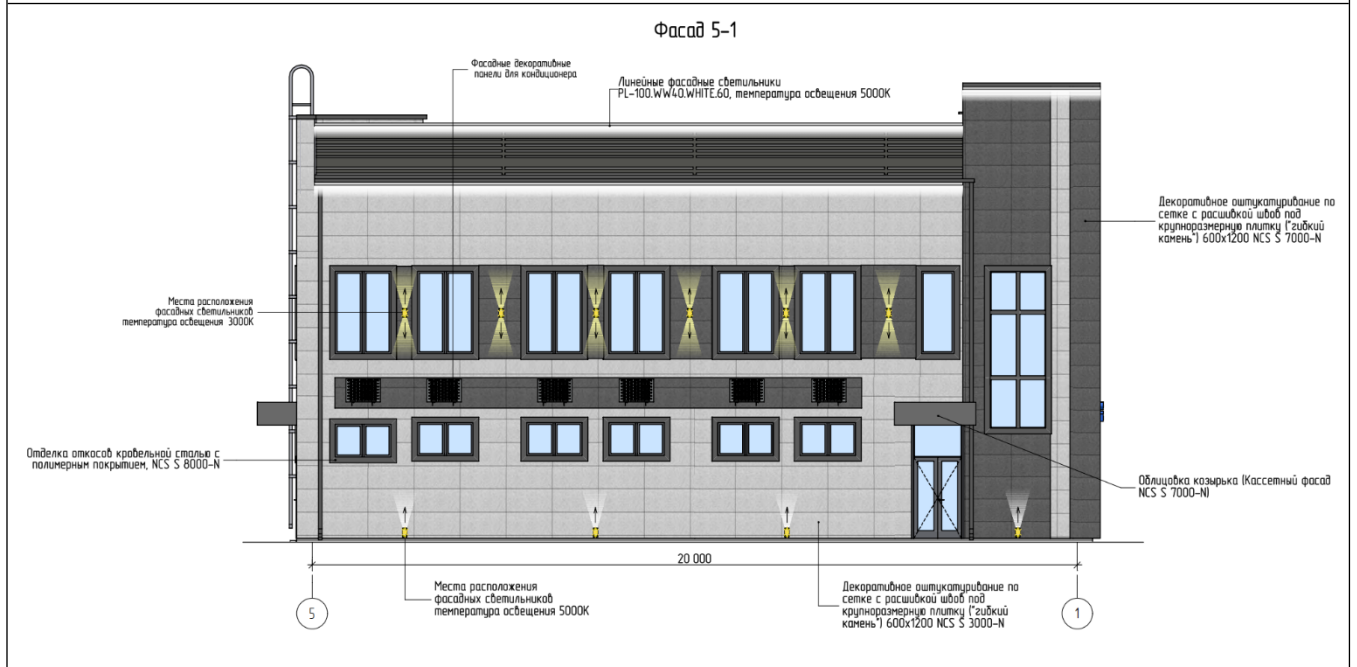 Фасад 5-1
Фасадные декоративные
панели для кондиционера
Линейные фасадные светильники
PL-100.WW40.WHITE.60, температура освещения 5000К
Декоративное оштукатуривание по
сетке с расшивкой швов под
крупноразмерную плитку ("гибкий
камень") 600х1200 NCS S 7000-N
Места расположения
фасадных светильников
температура освещения 3000К
Отделка откосов кровельной сталью с
полимерным покрытием, NCS S 8000-N
Облицовка козырька (Кассетный фасад
NCS S 7000-N)
20 000
Места расположения
фасадных светильников
температура освещения 5000К
Декоративное оштукатуривание по
сетке с расшивкой швов под
крупноразмерную плитку ("гибкий
камень") 600х1200 NCS S 3000-N
5
1